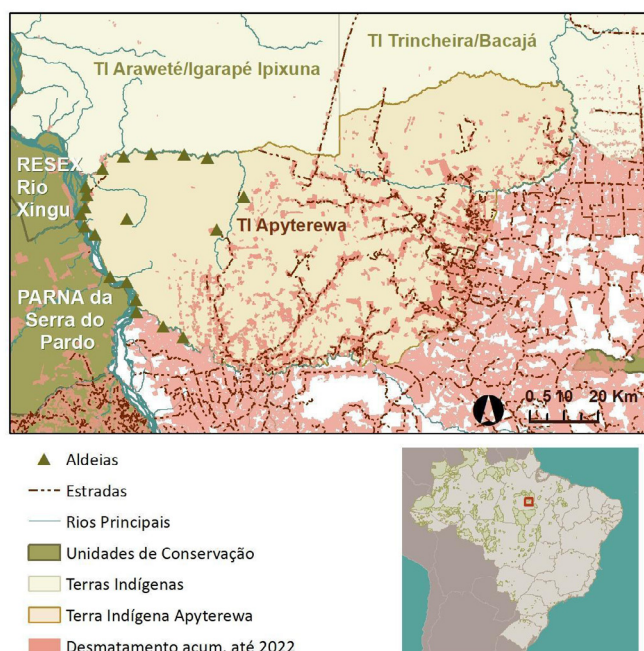 TI Trincheira/Bacajá
TI Araweté/Igarapé Ipixuna
RESEX
Rio
Xingu
TI Apyterewa
PARNA da
Serra do
Pardo
0 5 10 20 Km
Aldeias
Estradas
Rios Principais
Unidades de Conservação
Terras Indígenas
Terra Indígena Apyterewa
Desmatamento acum. até 2022